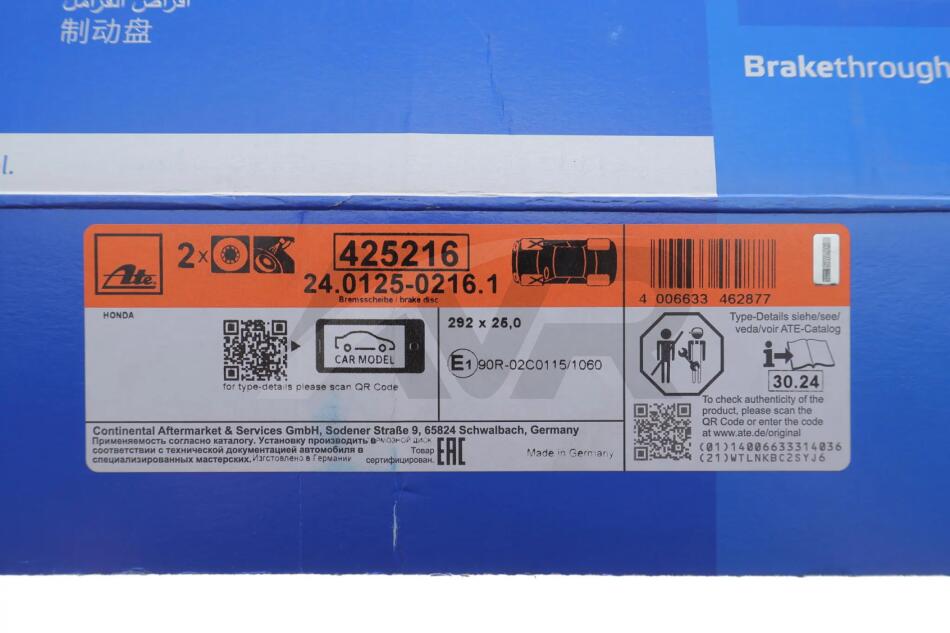 أقراص الفرامل
制动盘
Brakethrough
l.
Ate
2x
425216
24.0125-0216.1
Bremsscheibe / brake disc
4 006633 462877
HONDA
CAR MODEL
for type-details please scan QR Code
292 x 25,0
E1 90R-02C0115/1060
Type-Details siehe/see/
veda/voir ATE-Catalog
i
30.24
To check authenticity of the
product, please scan the
QR Code or enter the code
at www.ate.de/original
(01)14006633314036
(21)WTLNKBC2SYJ6
Continental Aftermarket & Services GmbH, Sodener Straße 9, 65824 Schwalbach, Germany
Применяемость согласно каталогу. Установку производить в
соответствии с технической документацией автомобиля в
специализированных мастерских. Изготовлено в Германии
Товар
сертифицирован.
EAC
Made in Germany
AVR